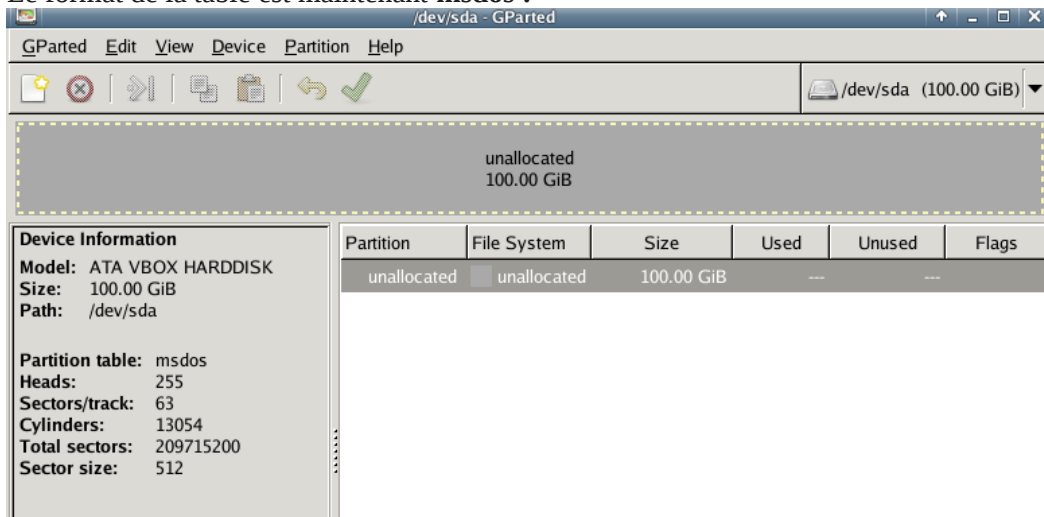 Le format de la table est maintenant msdos :
/dev/sda - GParted
GParted Edit View Device Partition Help
/dev/sda (100.00 GiB)
unallocated
100.00 GiB
Device Information
Model: ATA VBOX HARDDISK
Size: 100.00 GiB
Path: /dev/sda
Partition table: msdos
Heads: 255
Sectors/track: 63
Cylinders: 13054
Total sectors: 209715200
Sector size: 512
Partition File System Size Used Unused Flags
unallocated unallocated 100.00 GiB --- ---